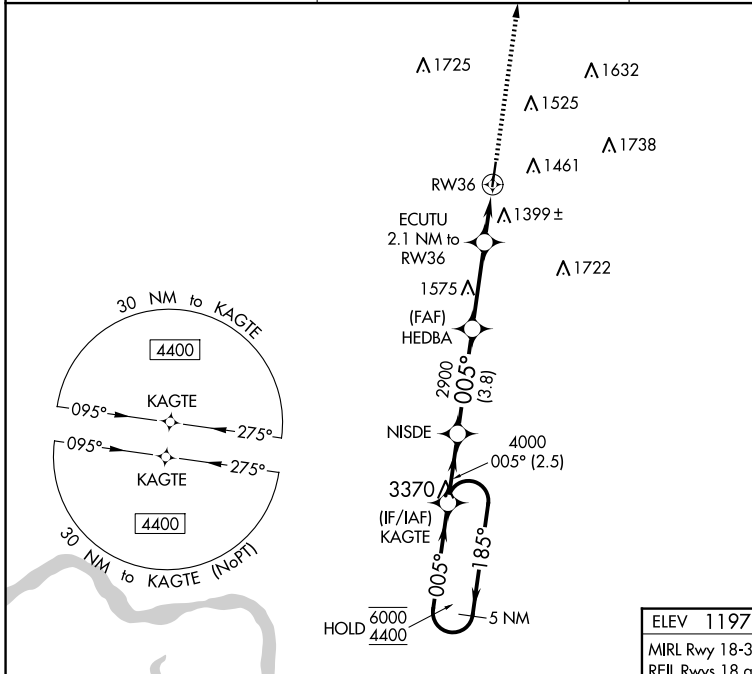 1725
1632
1525
1738
1461
RW36
1399 ±
ECUTU
2.1 NM to
RW36
1722
1575
(FAF)
HEDBA
2900
005°
(3.8)
NISDE
4000
005° (2.5)
3370
(IF/IAF)
KAGTE
005°
185°
HOLD 6000
4400
5 NM
30 NM to KAGTE
4400
KAGTE
095°
275°
095°
275°
KAGTE
4400
30 NM to KAGTE (NoPT)
ELEV 1197
MIRL Rwy 18-3
REIL Rwys 18 a